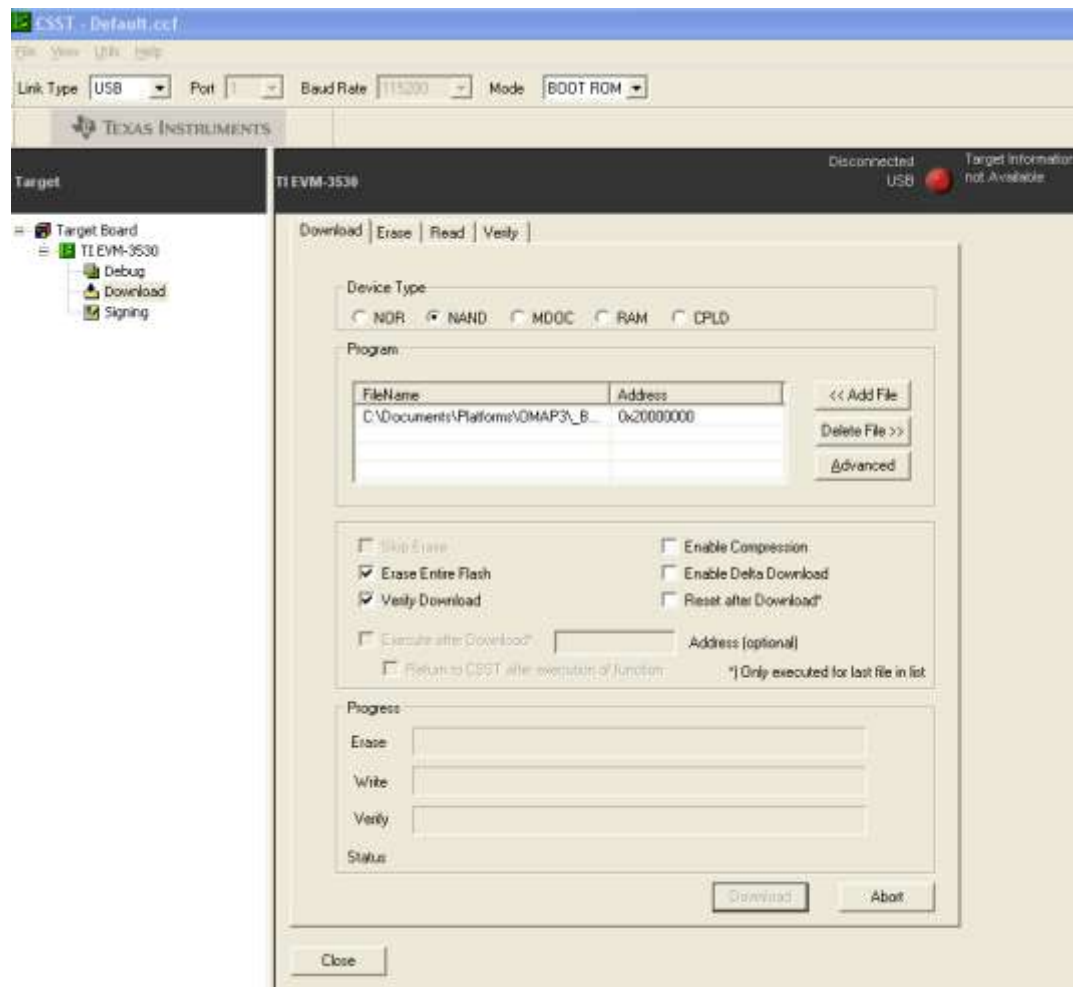 CSST - Default.ccf
File View Utils Help
Link Type USB Port 1 Baud Rate 115200 Mode BOOT ROM
TEXAS INSTRUMENTS
Target
TI EVM-3530
Disconnected
USB
Target Information
not Available
Target Board
TI EVM-3530
Debug
Download
Signing
Download Erase Read Verify
Device Type
NOR NAND MDOC RAM CPLD
Program
FileName Address
C:\Documents\Platforms\OMAP3\_B... 0x20000000
<< Add File
Delete File >>
Advanced
Skip Erase
Enable Compression
Erase Entire Flash
Enable Delta Download
Verify Download
Reset after Download*
Execute after Download* Address (optional)
Return to CSST after execution of function
*) Only executed for last file in list
Progress
Erase
Write
Verify
Status
Download Abort
Close